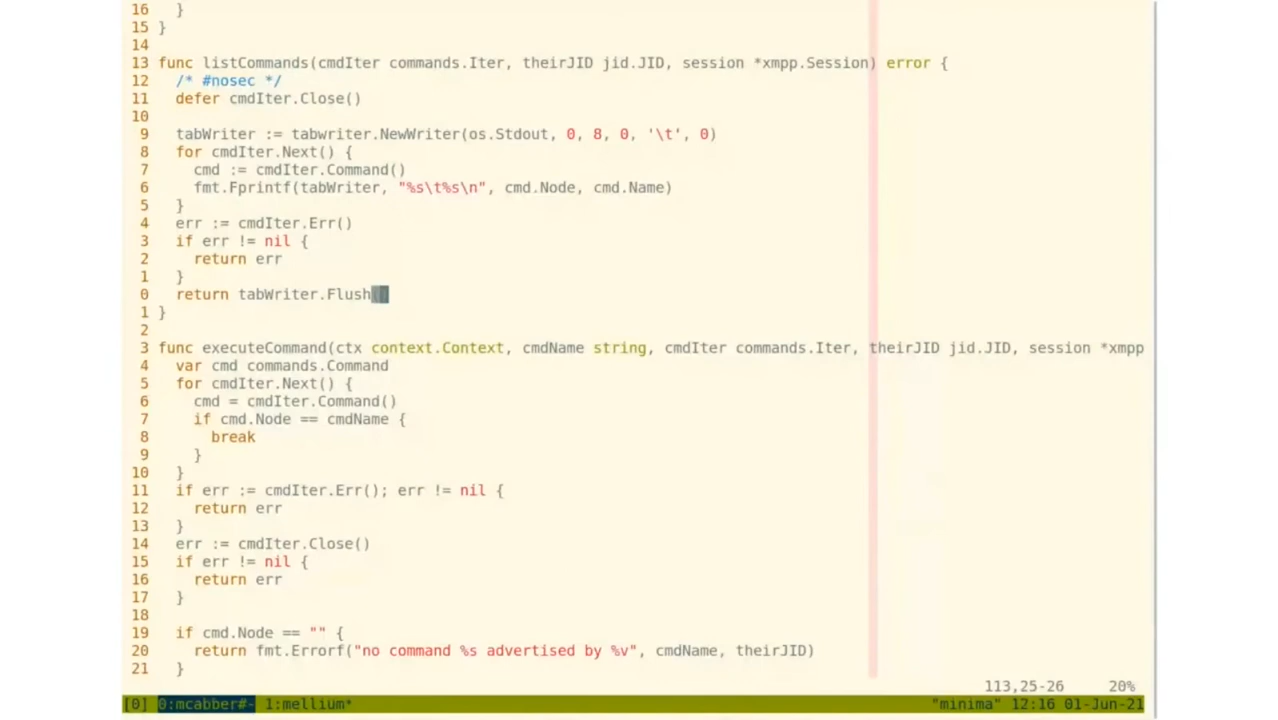 16    }
15  }
14
13  func listCommands(cmdIter commands.Iter, theirJID jid.JID, session *xmpp.Session) error {
12    /* #nosec */
11    defer cmdIter.Close()
10
9    tabWriter := tabwriter.NewWriter(os.Stdout, 0, 8, 0, '\t', 0)
8    for cmdIter.Next() {
7      cmd := cmdIter.Command()
6      fmt.Fprintf(tabWriter, "%s\t%s\n", cmd.Node, cmd.Name)
5    }
4    err := cmdIter.Err()
3    if err != nil {
2      return err
1    }
0    return tabWriter.Flush()
1  }
2
3  func executeCommand(ctx context.Context, cmdName string, cmdIter commands.Iter, theirJID jid.JID, session *xmpp
4    var cmd commands.Command
5    for cmdIter.Next() {
6      cmd = cmdIter.Command()
7      if cmd.Node == cmdName {
8        break
9      }
10    }
11    if err := cmdIter.Err(); err != nil {
12      return err
13    }
14    err := cmdIter.Close()
15    if err != nil {
16      return err
17    }
18
19    if cmd.Node == "" {
20      return fmt.Errorf("no command %s advertised by %v", cmdName, theirJID)
21    }
113,25-26 20%
[0] 0:mcabber#- 1:mellium* "minima" 12:16 01-Jun-21